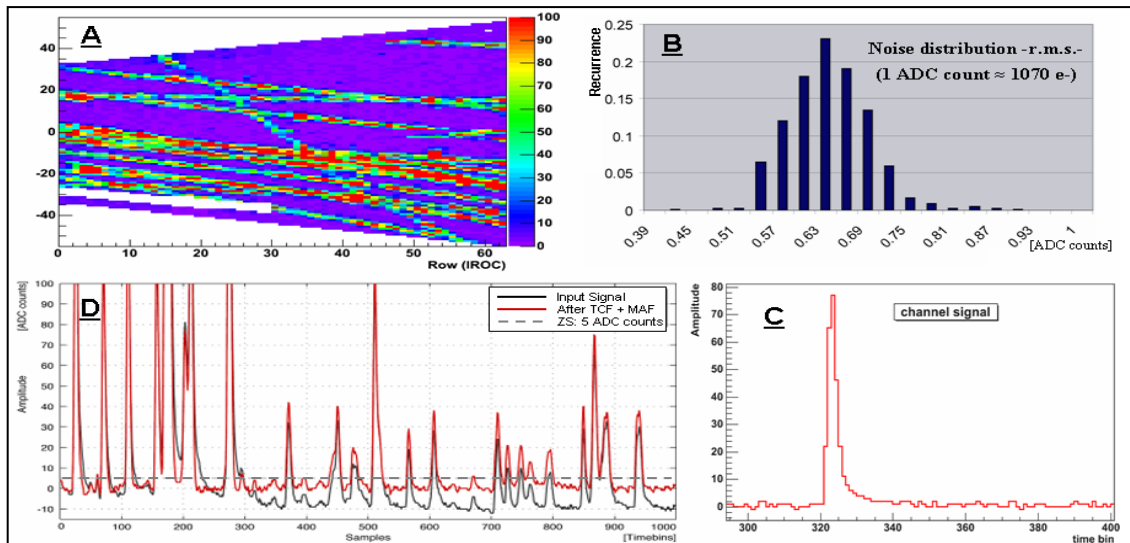 A
40
20
0
-20
-40
0 10 20 30 40 50 60
Row (IROC)
100
90
80
70
60
50
40
30
20
10
0
B
Noise distribution -r.m.s.-
(1 ADC count ≈ 1070 e-)
Recurrence
0.25
0.2
0.15
0.1
0.05
0
0.39 0.45 0.51 0.57 0.63 0.69 0.75 0.81 0.87 0.93 1
[ADC counts]
D
[ADC counts]
Amplitude
100
90
80
70
60
50
40
30
20
10
0
-10
Input Signal
After TCF + MAF
ZS: 5 ADC counts
0 100 200 300 400 500 600 700 800 900 1000
Samples
[Timebins]
C
channel signal
Amplitude
80
70
60
50
40
30
20
10
0
300 320 340 360 380 400
time bin